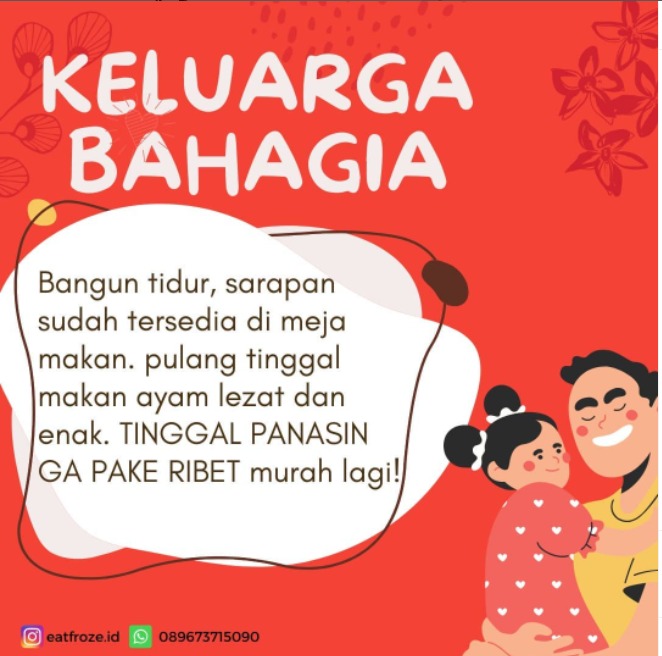 KELUARGA
BAHAGIA
Bangun tidur, sarapan
sudah tersedia di meja
makan. pulang tinggal
makan ayam lezat dan
enak. TINGGAL PANASIN
GA PAKE RIBET murah lagi!
eatfroze.id 089673715090